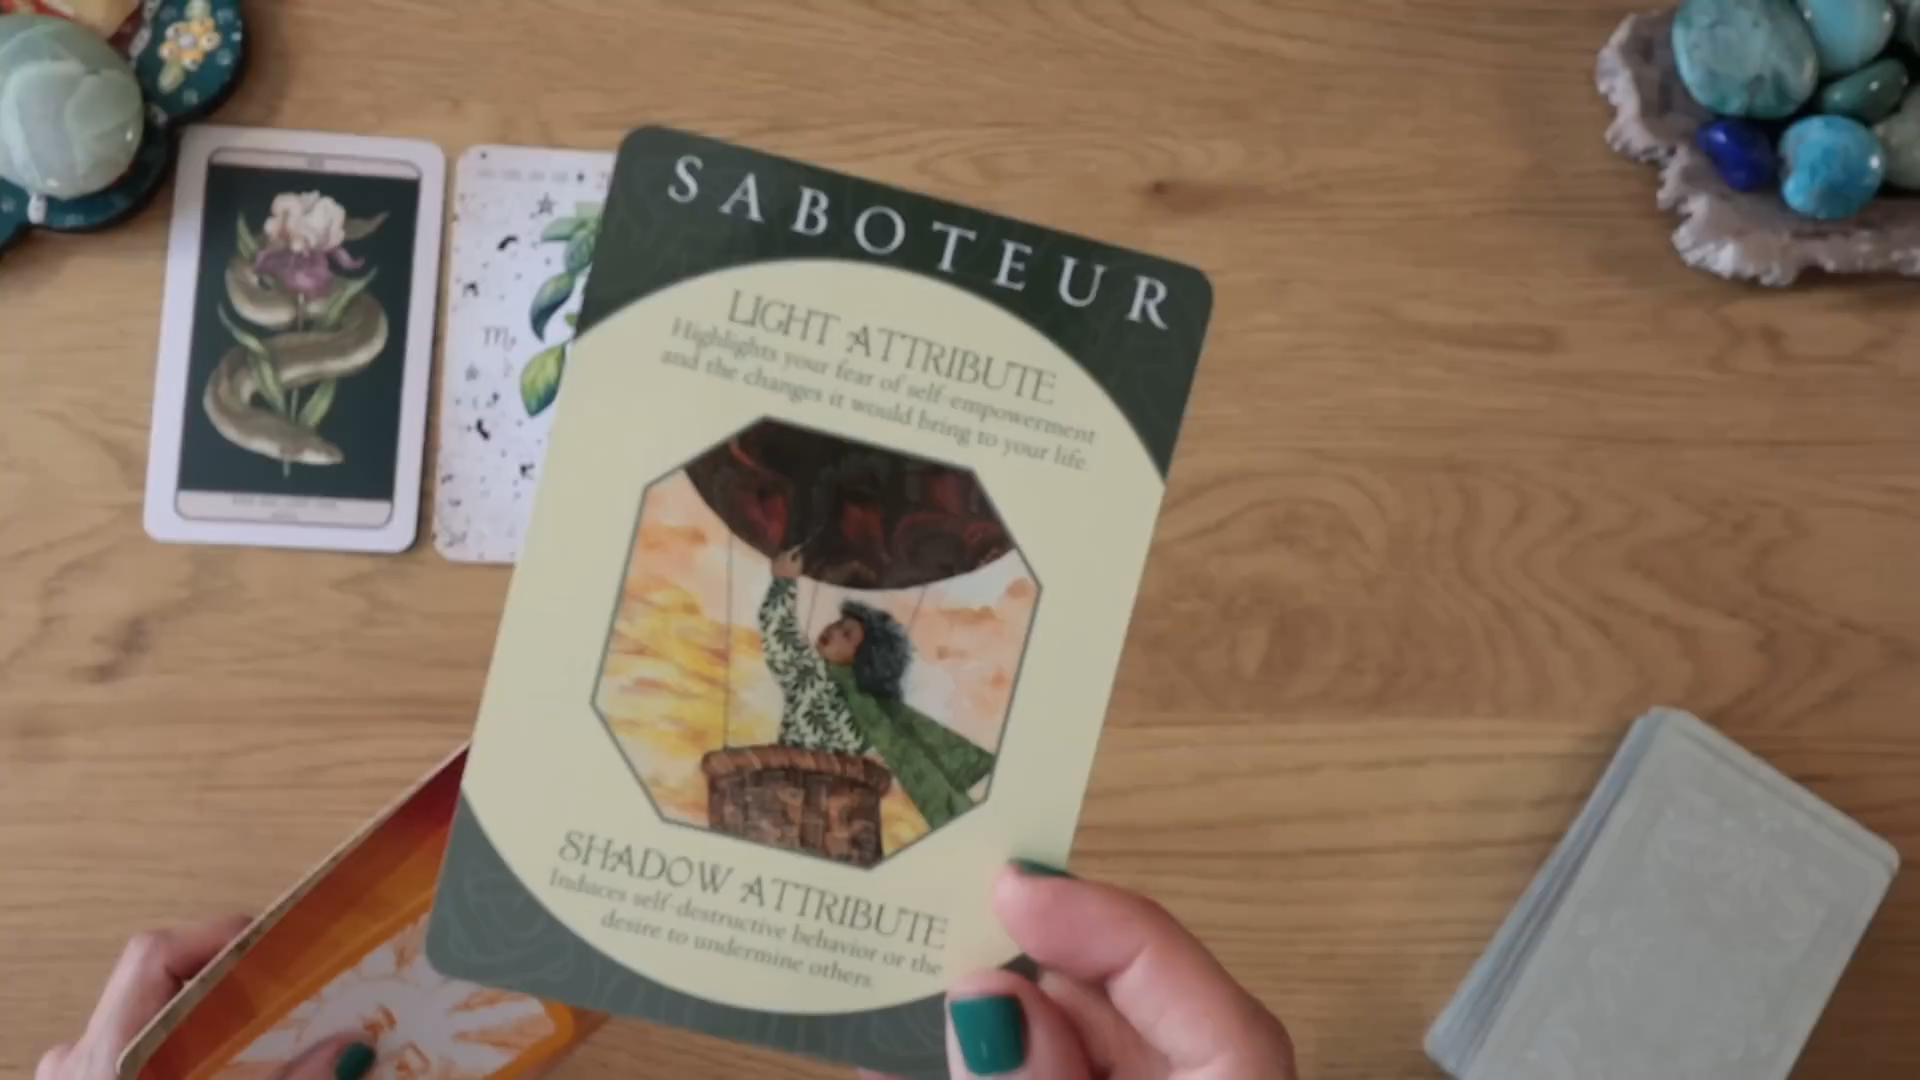 SABOTEUR
LIGHT ATTRIBUTE
Highlights your fear of self-empowerment
and the changes it would bring to your life.
SHADOW ATTRIBUTE
Induces self-destructive behavior or the
desire to undermine others.